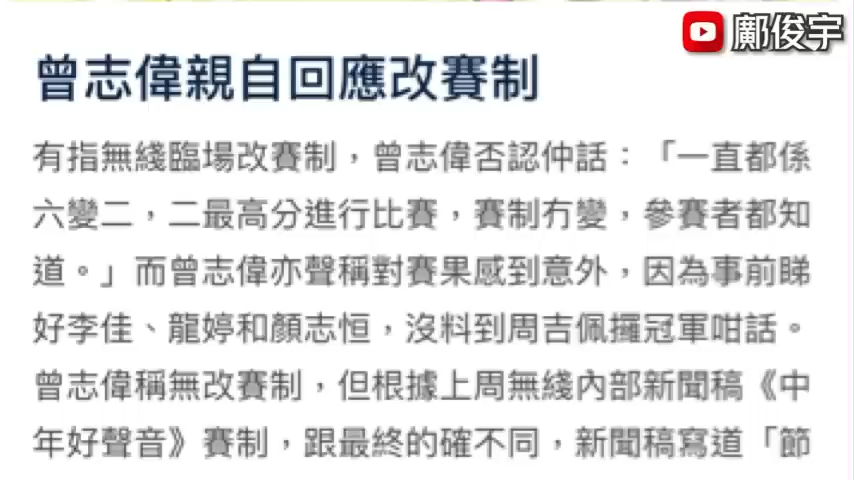 鄺俊宇
曾志偉親自回應改賽制
有指無綫臨場改賽制，曾志偉否認仲話：「一直都係
六變二，二最高分進行比賽，賽制冇變，參賽者都知
道。」而曾志偉亦聲稱對賽果感到意外，因為事前睇
好李佳、龍婷和顏志恒，沒料到周吉佩攞冠軍咁話。
曾志偉稱無改賽制，但根據上周無綫內部新聞稿《中
年好聲音》賽制，跟最終的確不同，新聞稿寫道「節